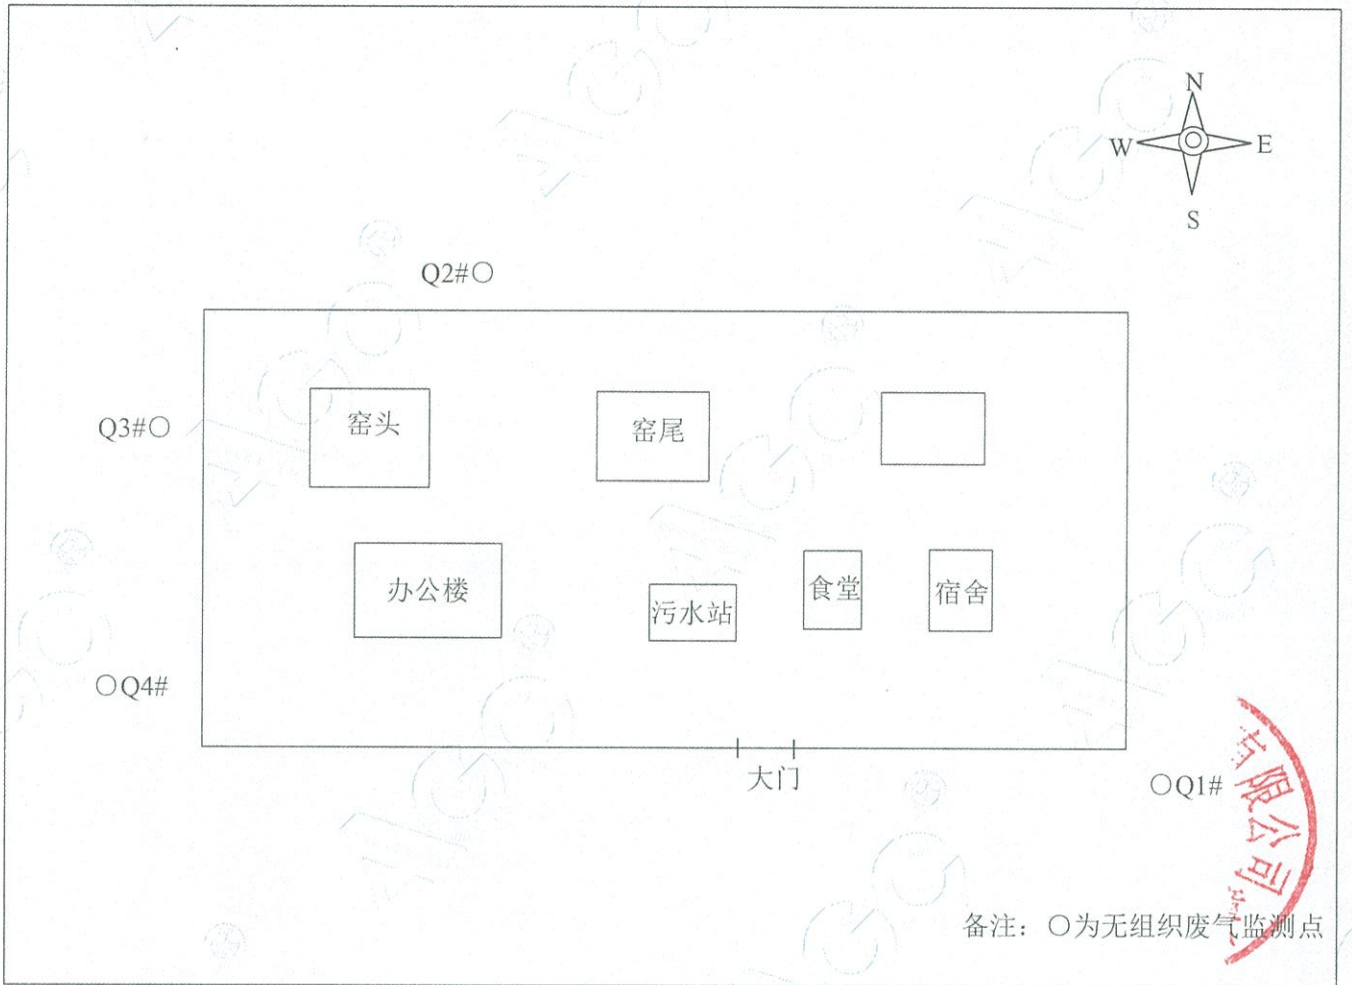 N
W E
S
Q2#○
Q3#○
窑头
窑尾
办公楼
污水站
食堂
宿舍
○Q4#
大门
○Q1#
限公司
备注：○为无组织废气监测点